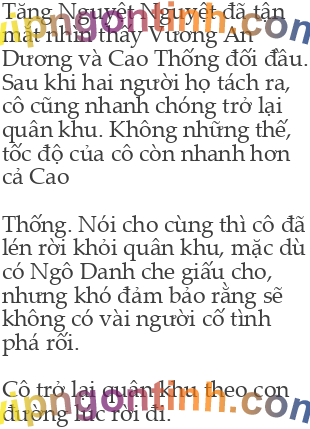 Tăng Nguyệt Nguyệt đã tận
mắt nhìn thấy Vương An
Dương và Cao Thống đối đầu.
Sau khi hai người họ tách ra,
cô cũng nhanh chóng trở lại
quân khu. Không những thế,
tốc độ của cô còn nhanh hơn
cả Cao
Thống. Nói cho cùng thì cô đã
lén rời khỏi quân khu, mặc dù
có Ngô Danh che giấu cho,
nhưng khó đảm bảo rằng sẽ
không có vài người cố tình
phá rối.
Cô trở lại quân khu theo con
đường lúc rời đi.